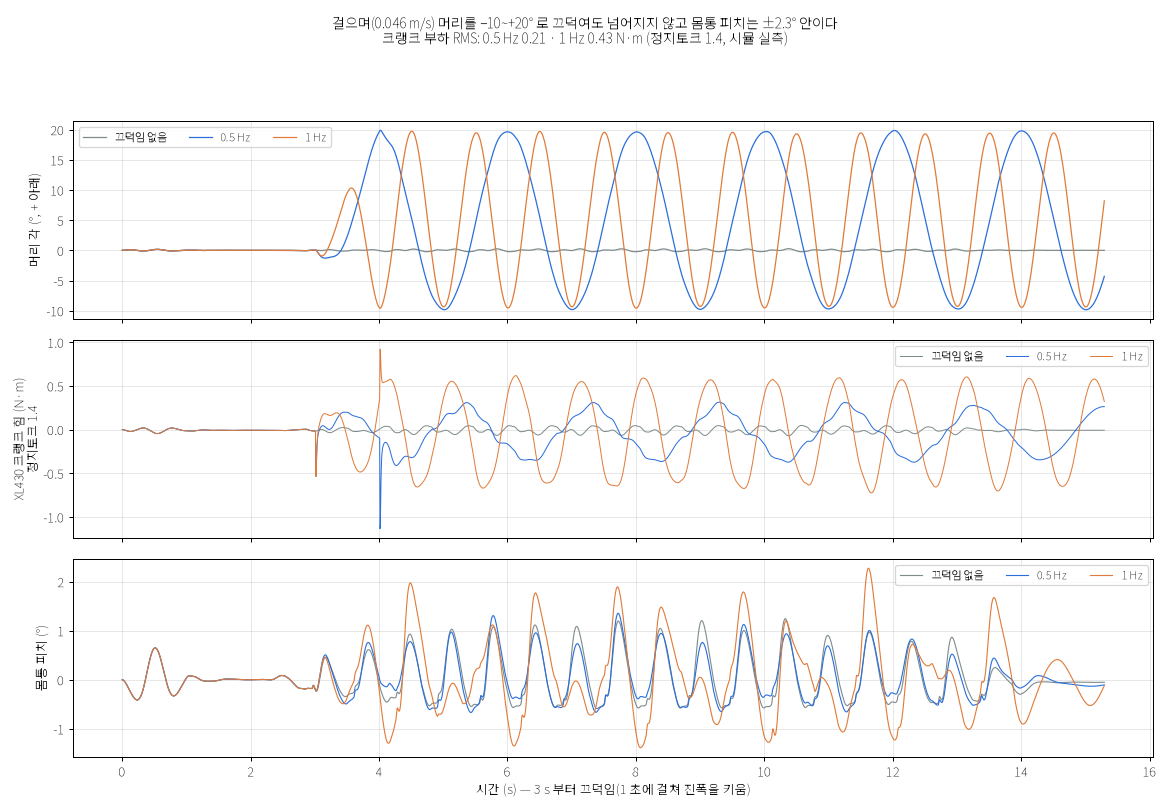 걸으며(0.046 m/s) 머리를 −10~+20° 로 끄덕여도 넘어지지 않고 몸통 피치는 ±2.3° 안이다
크랭크 부하 RMS: 0.5 Hz 0.21 · 1 Hz 0.43 N·m (정지토크 1.4, 시뮬 실측)
끄덕임 없음 0.5 Hz 1 Hz
머리 각 (°, + 아래)
20
15
10
5
0
-5
-10
끄덕임 없음 0.5 Hz 1 Hz
XL430 크랭크 힘 (N·m)
정지토크 1.4
1.0
0.5
0.0
-0.5
-1.0
끄덕임 없음 0.5 Hz 1 Hz
몸통 피치 (°)
2
1
0
-1
0 2 4 6 8 10 12 14 16
시간 (s) — 3 s 부터 끄덕임(1 초에 걸쳐 진폭을 키움)